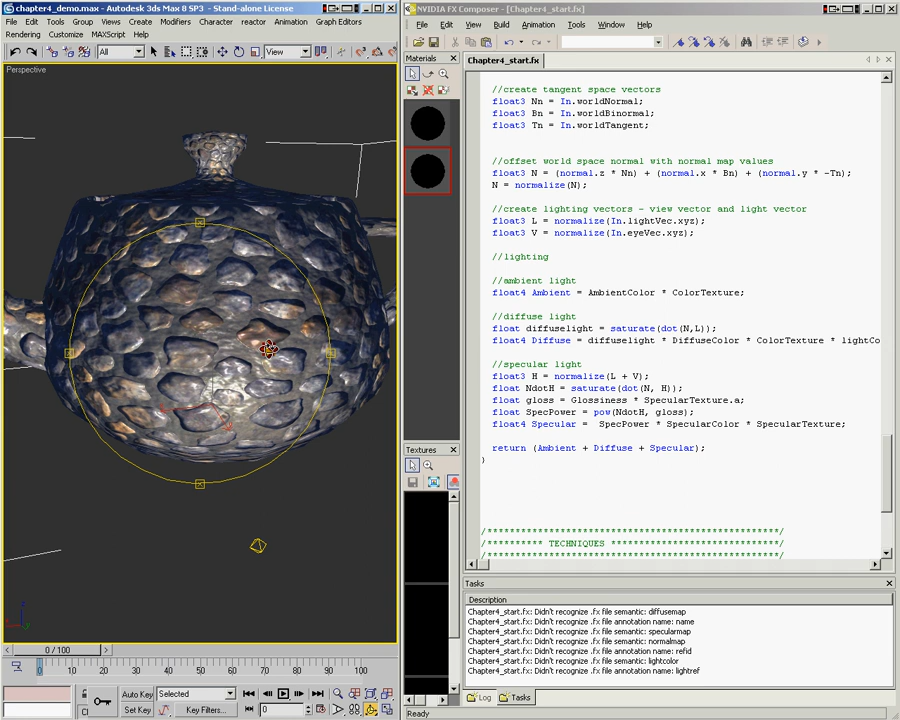 chapter4_demo.max - Autodesk 3ds Max 8 SP3 - Stand-alone License
File Edit Tools Group Views Create Modifiers Character reactor Animation Graph Editors
Rendering Customize MAXScript Help
All
View
Perspective
0 / 100
0 10 20 30 40 50 60 70 80 90 100
Auto Key Selected
Set Key Key Filters... 0
NVIDIA FX Composer - [Chapter4_start.fx]
File Edit View Build Animation Tools Window Help
Materials
Textures
Chapter4_start.fx
//create tangent space vectors
float3 Nn = In.worldNormal;
float3 Bn = In.worldBinormal;
float3 Tn = In.worldTangent;
//offset world space normal with normal map values
float3 N = (normal.z * Nn) + (normal.x * Bn) + (normal.y * -Tn);
N = normalize(N);
//create lighting vectors - view vector and light vector
float3 L = normalize(In.lightVec.xyz);
float3 V = normalize(In.eyeVec.xyz);
//lighting
//ambient light
float4 Ambient = AmbientColor * ColorTexture;
//diffuse light
float diffuselight = saturate(dot(N,L));
float4 Diffuse = diffuselight * DiffuseColor * ColorTexture * lightCo
//specular light
float3 H = normalize(L + V);
float NdotH = saturate(dot(N, H));
float gloss = Glossiness * SpecularTexture.a;
float SpecPower = pow(NdotH, gloss);
float4 Specular =  SpecPower * SpecularColor * SpecularTexture;
return (Ambient + Diffuse + Specular);
}
/*******************************************************/
/********** TECHNIQUES ********************************/
/*******************************************************/
Tasks
Description
Chapter4_start.fx: Didn't recognize .fx file semantic: diffusemap
Chapter4_start.fx: Didn't recognize .fx file annotation name: name
Chapter4_start.fx: Didn't recognize .fx file semantic: specularmap
Chapter4_start.fx: Didn't recognize .fx file semantic: normalmap
Chapter4_start.fx: Didn't recognize .fx file annotation name: refid
Chapter4_start.fx: Didn't recognize .fx file semantic: lightcolor
Chapter4_start.fx: Didn't recognize .fx file annotation name: lightref
Log Tasks
Ready